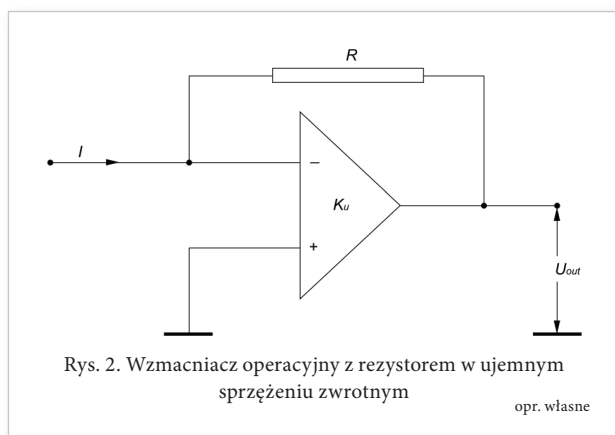 R
I
−
Ku
+
Uout
Rys. 2. Wzmacniacz operacyjny z rezystorem w ujemnym
sprzężeniu zwrotnym
opr. własne